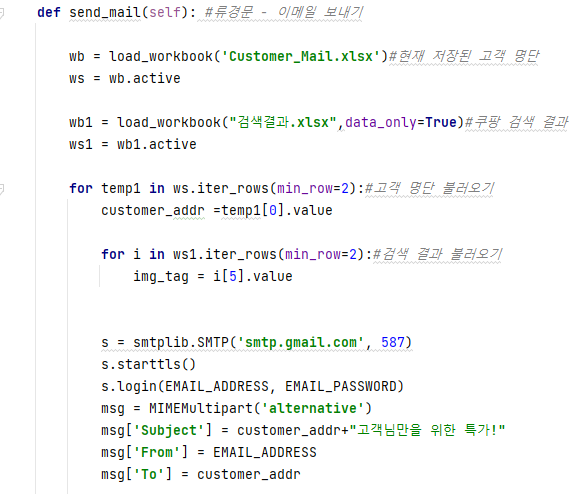 def send_mail(self): #류경문 - 이메일 보내기
wb = load_workbook('Customer_Mail.xlsx')#현재 저장된 고객 명단
ws = wb.active
wb1 = load_workbook("검색결과.xlsx",data_only=True)#쿠팡 검색 결과
ws1 = wb1.active
for temp1 in ws.iter_rows(min_row=2):#고객 명단 불러오기
customer_addr =temp1[0].value
for i in ws1.iter_rows(min_row=2):#검색 결과 불러오기
img_tag = i[5].value
s = smtplib.SMTP('smtp.gmail.com', 587)
s.starttls()
s.login(EMAIL_ADDRESS, EMAIL_PASSWORD)
msg = MIMEMultipart('alternative')
msg['Subject'] = customer_addr+"고객님만을 위한 특가!"
msg['From'] = EMAIL_ADDRESS
msg['To'] = customer_addr